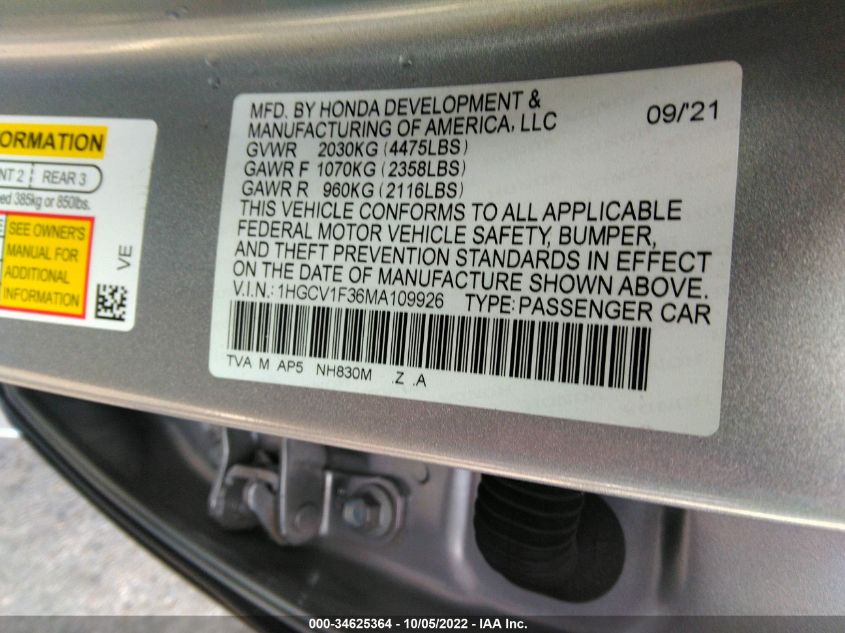 ORMATION
NT 2 REAR 3
ed 385kg or 850lbs.
SEE OWNER'S
MANUAL FOR
ADDITIONAL
INFORMATION
VE
MFD. BY HONDA DEVELOPMENT &
MANUFACTURING OF AMERICA, LLC
09/'21
GVWR 2030KG (4475LBS)
GAWR F 1070KG (2358LBS)
GAWR R 960KG (2116LBS)
THIS VEHICLE CONFORMS TO ALL APPLICABLE
FEDERAL MOTOR VEHICLE SAFETY, BUMPER,
AND THEFT PREVENTION STANDARDS IN EFFECT
ON THE DATE OF MANUFACTURE SHOWN ABOVE.
V.I.N.: 1HGCV1F36MA109926 TYPE: PASSENGER CAR
TVA M AP5 NH830M .Z .A
000-34625364 - 10/05/2022 - IAA Inc.